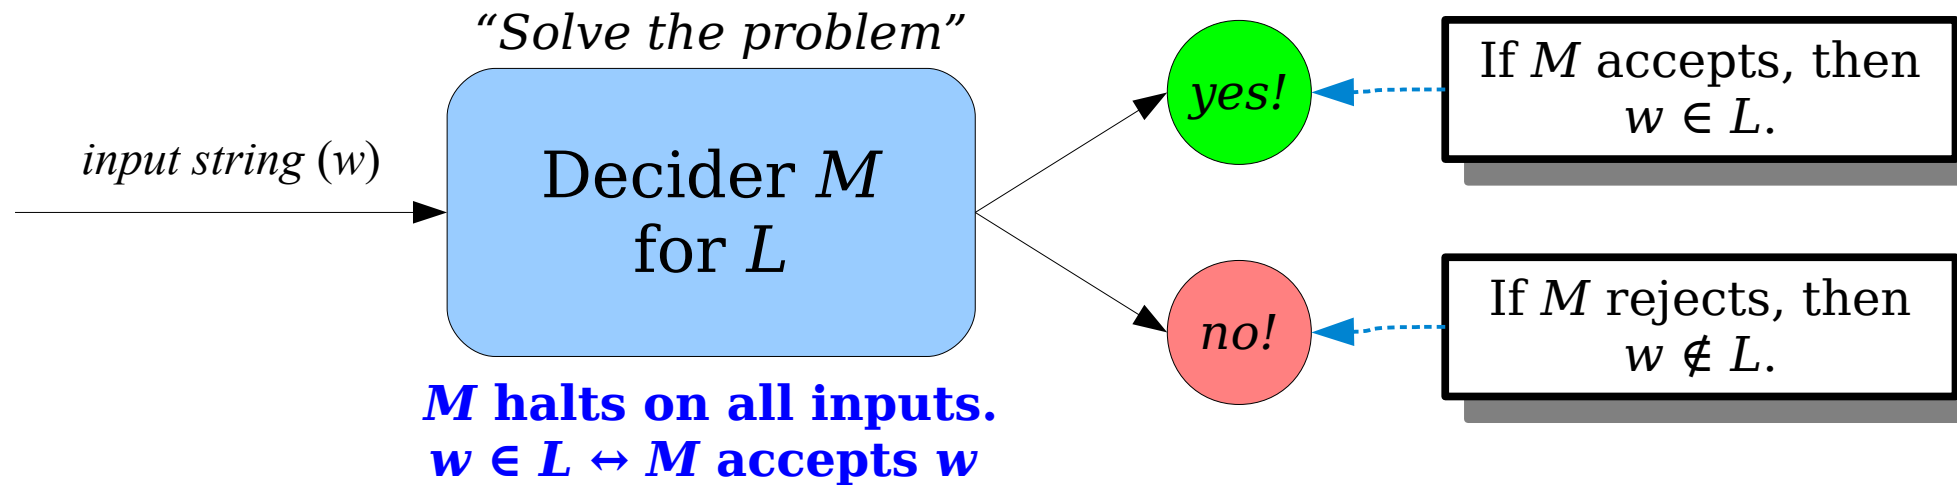 “Solve the problem”
input string (w)
Decider M
for L
M halts on all inputs.
w ∈ L ↔ M accepts w
yes!
If M accepts, then
w ∈ L.
no!
If M rejects, then
w ∉ L.